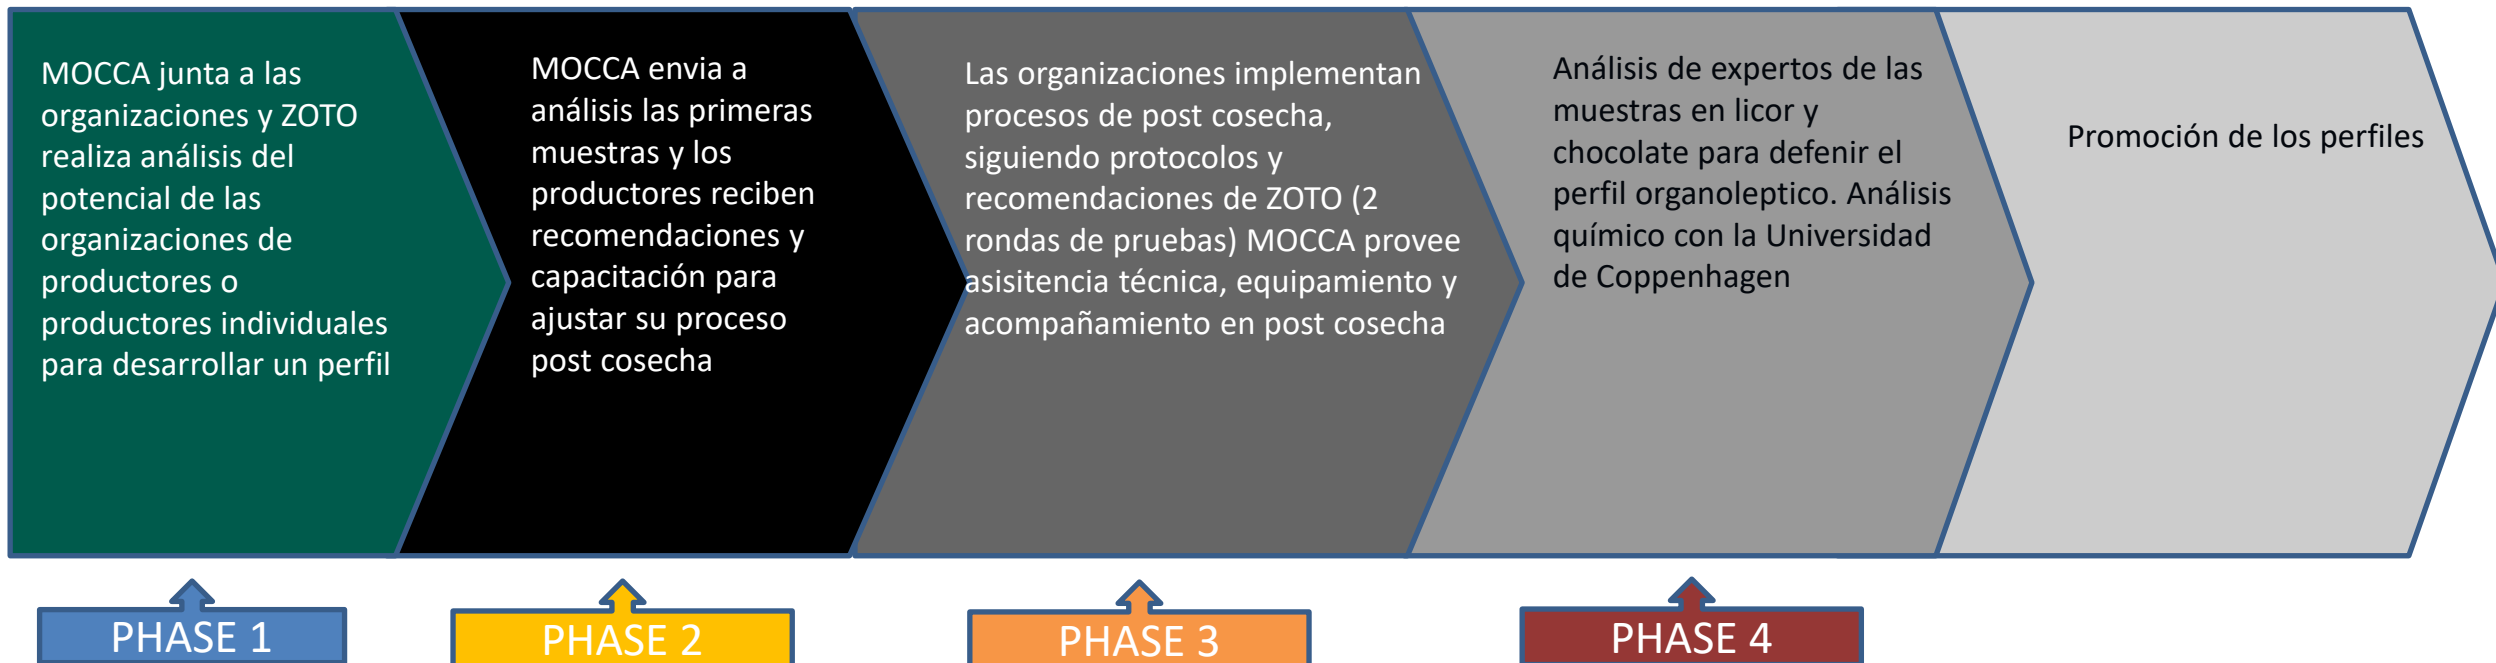 MOCCA junta a las
organizaciones y ZOTO
realiza análisis del
potencial de las
organizaciones de
productores o
productores individuales
para desarrollar un perfil
MOCCA envia a
análisis las primeras
muestras y los
productores reciben
recomendaciones y
capacitación para
ajustar su proceso
post cosecha
Las organizaciones implementan
procesos de post cosecha,
siguiendo protocolos y
recomendaciones de ZOTO (2
rondas de pruebas) MOCCA provee
asisitencia técnica, equipamiento y
acompañamiento en post cosecha
Análisis de expertos de las
muestras en licor y
chocolate para defenir el
perfil organoleptico. Análisis
químico con la Universidad
de Coppenhagen
Promoción de los perfiles
PHASE 1
PHASE 2
PHASE 3
PHASE 4